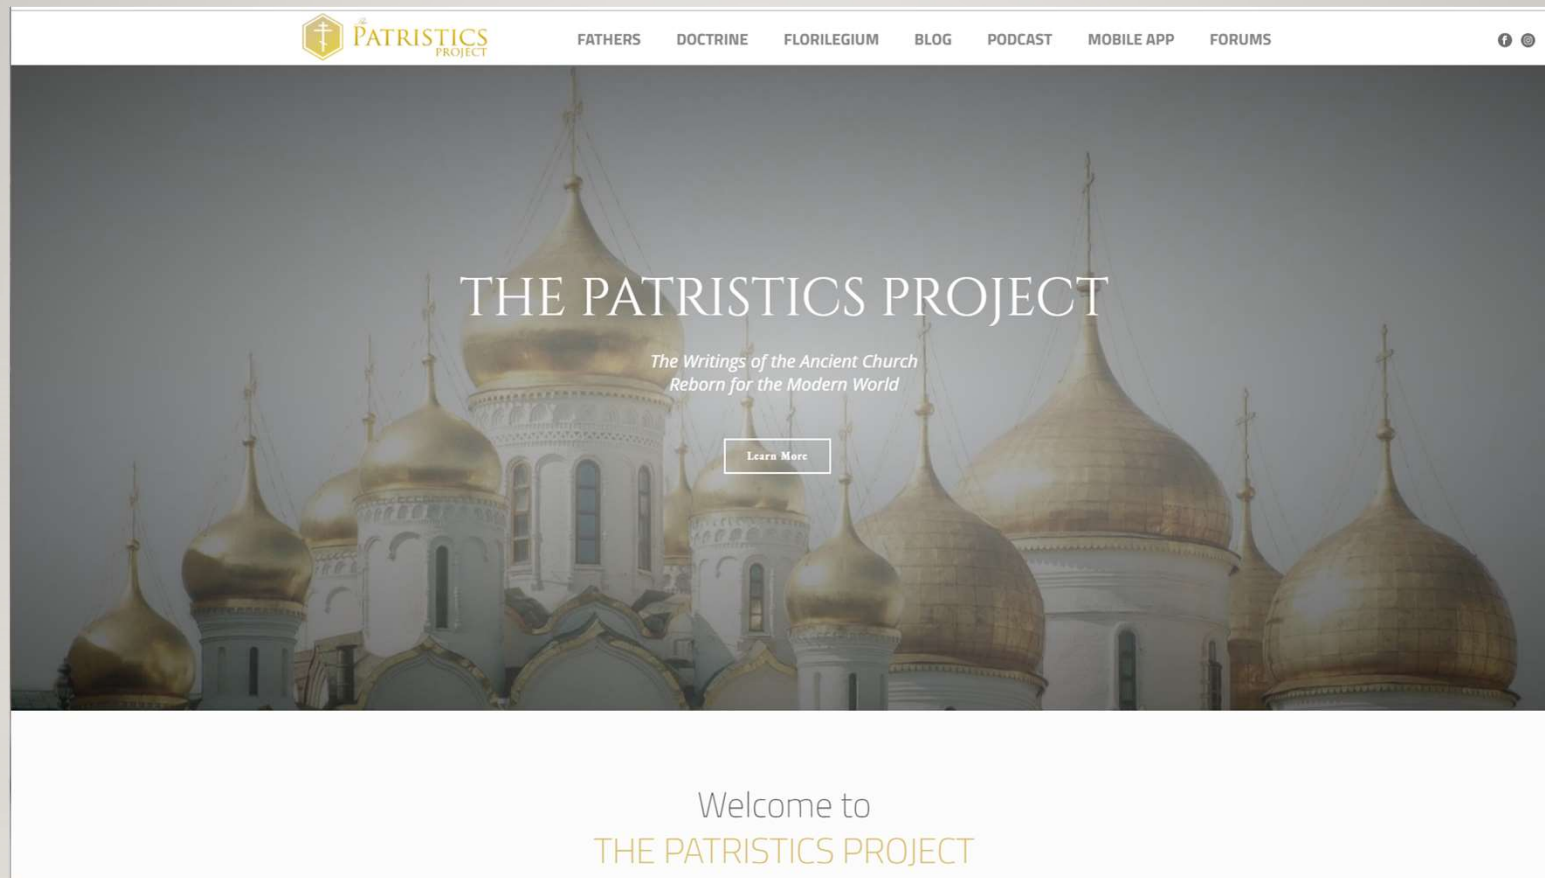 The
PATRISTICS
PROJECT
FATHERS DOCTRINE FLORILEGIUM BLOG PODCAST MOBILE APP FORUMS
THE PATRISTICS PROJECT
The Writings of the Ancient Church
Reborn for the Modern World
Learn More
Welcome to
THE PATRISTICS PROJECT